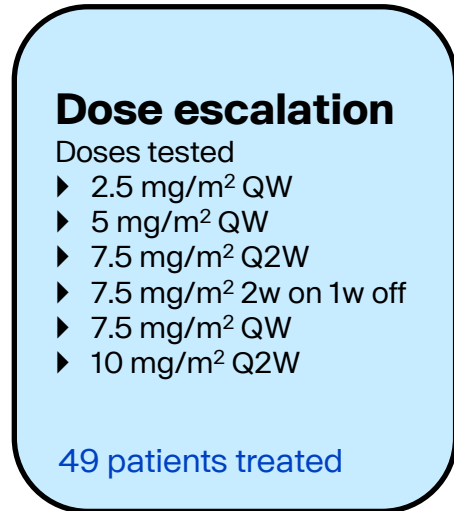 Dose escalation
Doses tested
▶ 2.5 mg/m² QW
▶ 5 mg/m² QW
▶ 7.5 mg/m² Q2W
▶ 7.5 mg/m² 2w on 1w off
▶ 7.5 mg/m² QW
▶ 10 mg/m² Q2W
49 patients treated